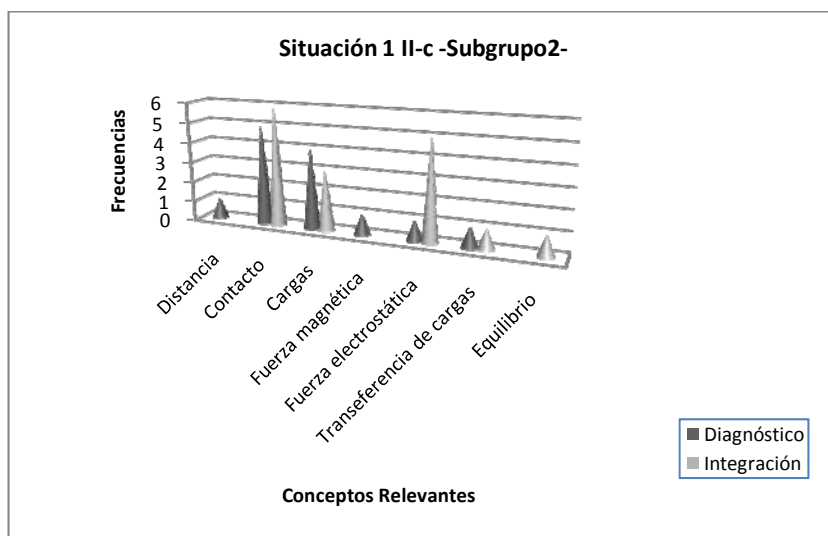 Situación 1 II-c -Subgrupo2-
Frecuencias
6
5
4
3
2
1
0
Distancia
Contacto
Cargas
Fuerza magnética
Fuerza electrostática
Transeferencia de cargas
Equilibrio
Diagnóstico
Integración
Conceptos Relevantes